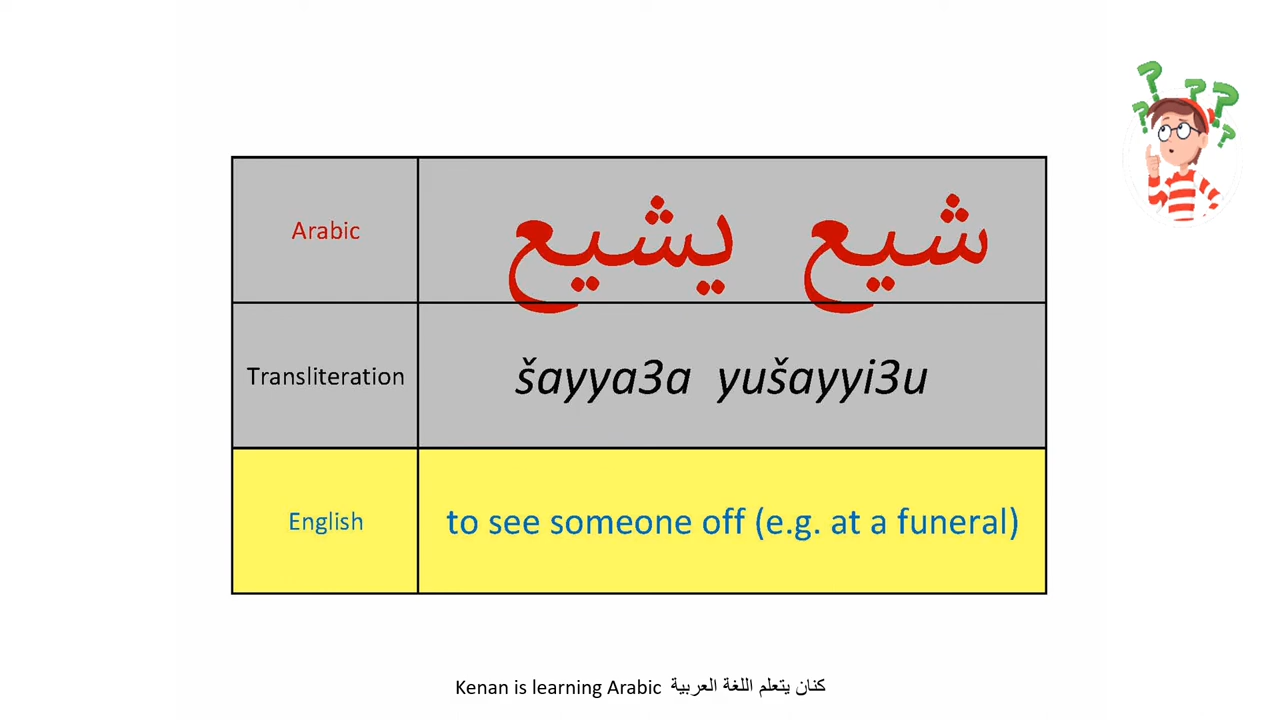 Arabic شيع يشيع
Transliteration šayya3a yušayyi3u
English to see someone off (e.g. at a funeral)
Kenan is learning Arabic كنان يتعلم اللغة العربية